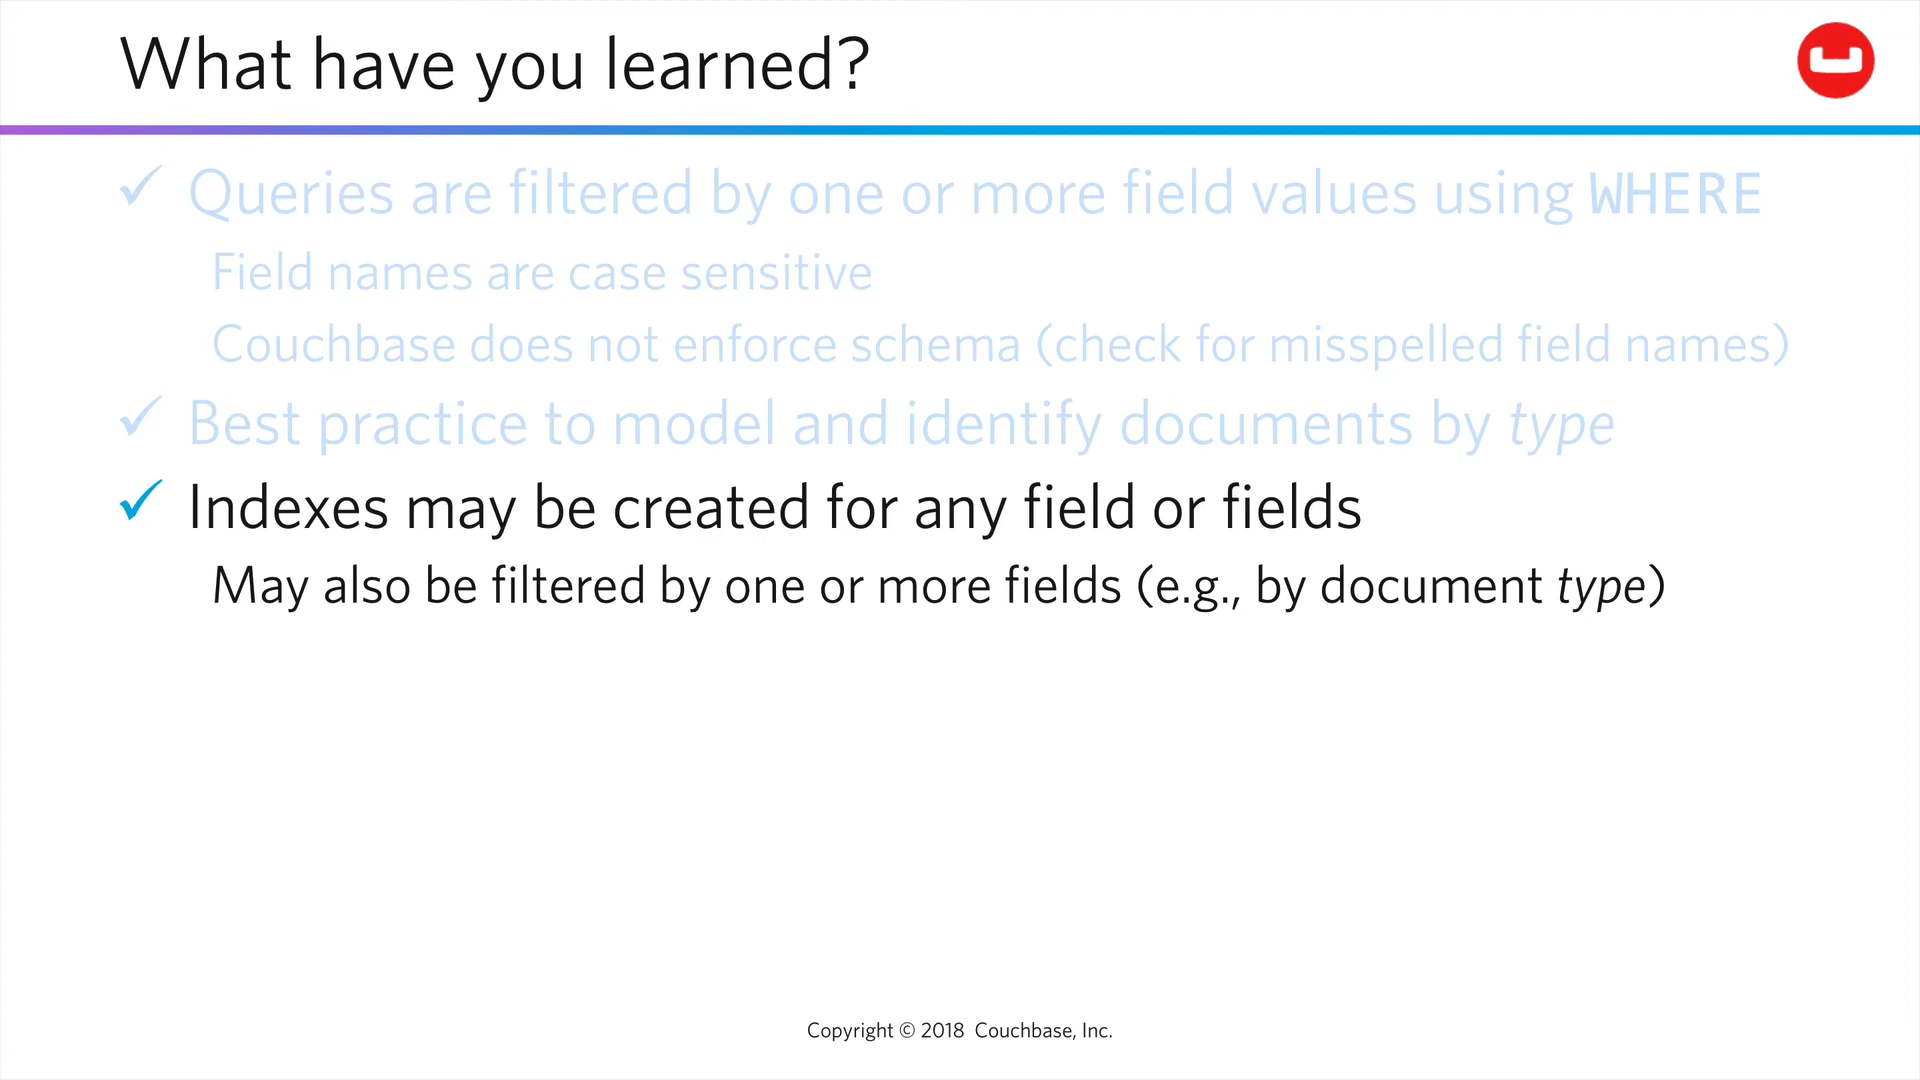 What have you learned?
✓ Queries are filtered by one or more field values using WHERE
Field names are case sensitive
Couchbase does not enforce schema (check for misspelled field names)
✓ Best practice to model and identify documents by type
✓ Indexes may be created for any field or fields
May also be filtered by one or more fields (e.g., by document type)
Copyright © 2018 Couchbase, Inc.